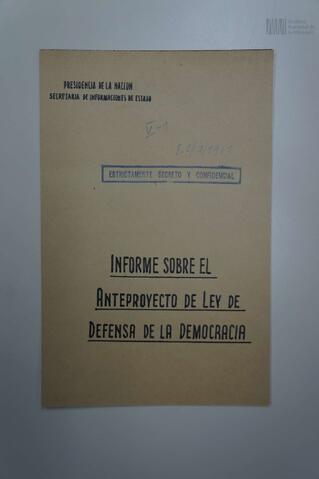 PRESIDENCIA DE LA NACION
SECRETARIA DE INFORMACIONES DE ESTADO
ESTRICTAMENTE SECRETO Y CONFIDENCIAL
INFORME SOBRE EL
ANTEPROYECTO DE LEY DE
DEFENSA DE LA DEMOCRACIA